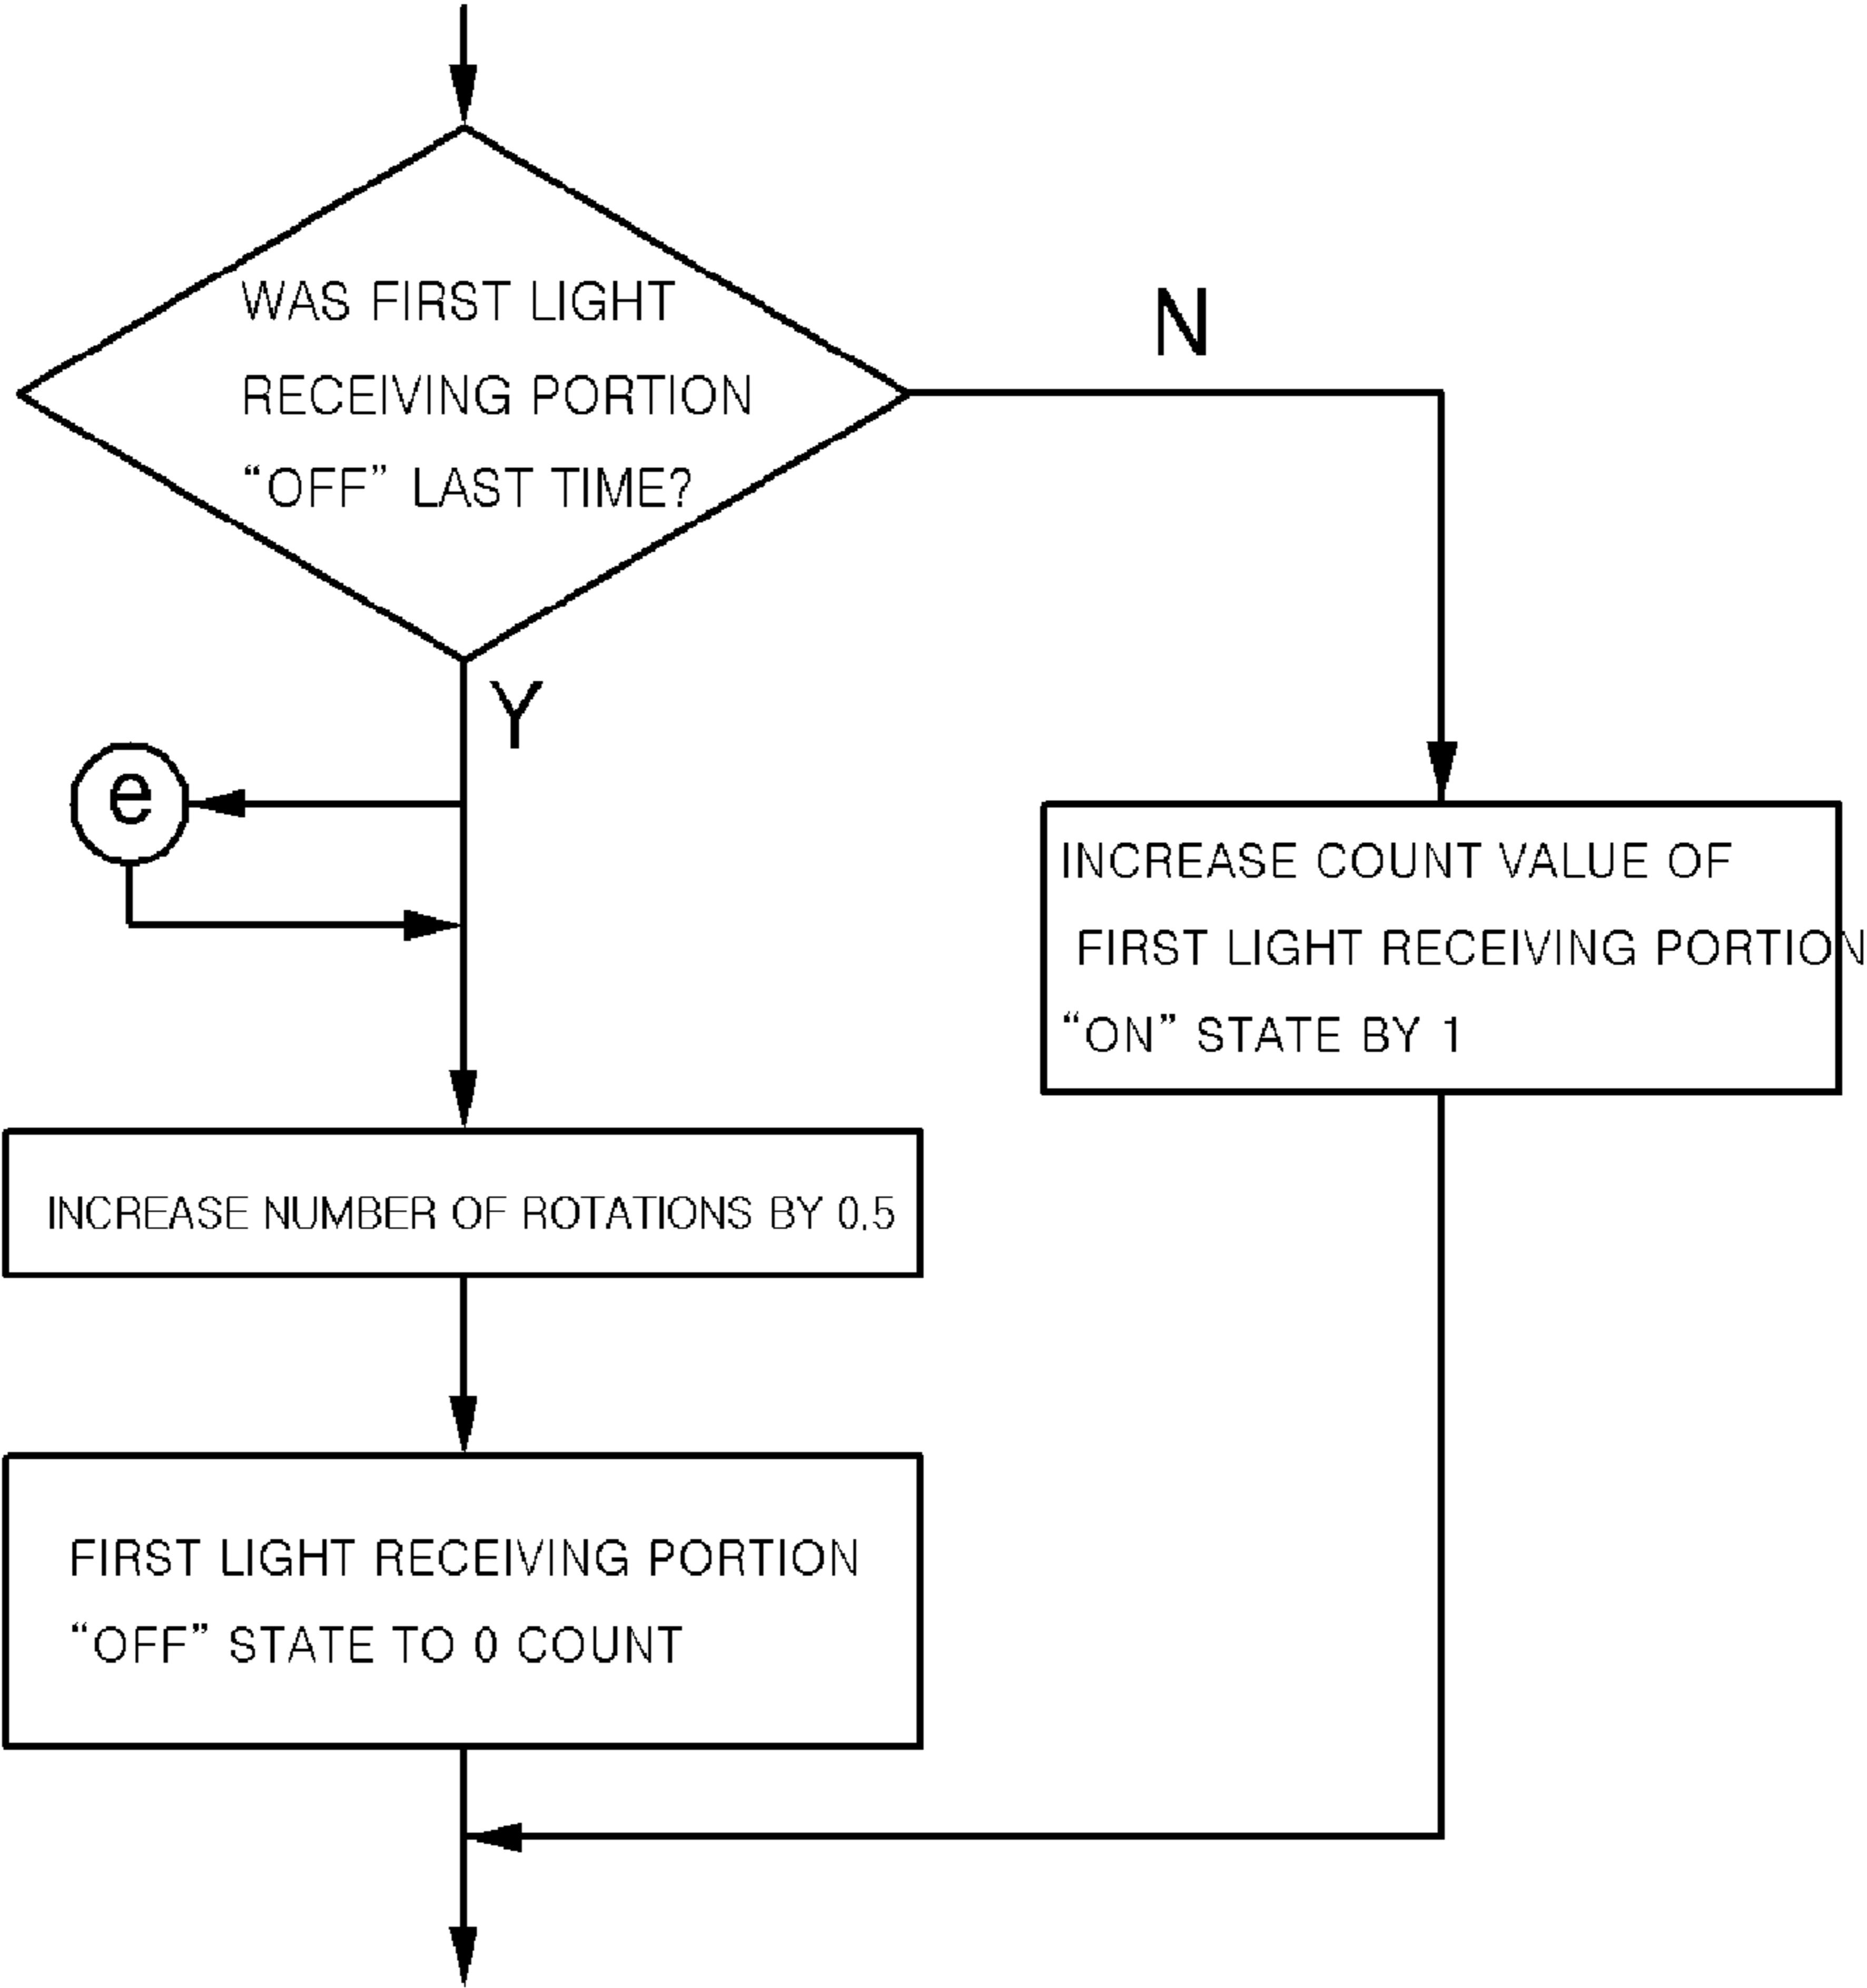 WAS FIRST LIGHT
RECEIVING PORTION
“OFF” LAST TIME?
N
Y
e
INCREASE COUNT VALUE OF
FIRST LIGHT RECEIVING PORTION
“ON” STATE BY 1
INCREASE NUMBER OF ROTATIONS BY 0.5
FIRST LIGHT RECEIVING PORTION
“OFF” STATE TO 0 COUNT